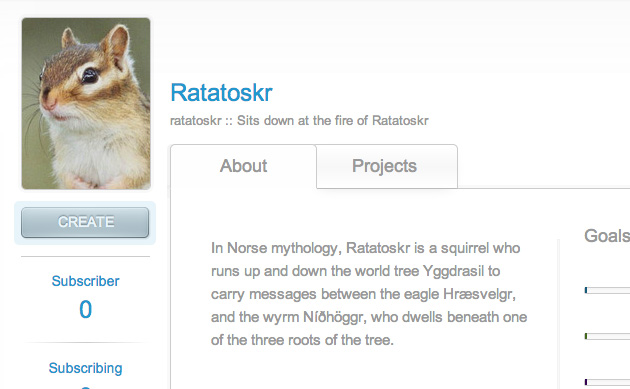 Ratatoskr
ratatoskr :: Sits down at the fire of Ratatoskr
About
Projects
CREATE
Subscriber
0
Subscribing
In Norse mythology, Ratatoskr is a squirrel who
runs up and down the world tree Yggdrasil to
carry messages between the eagle Hræsvelgr,
and the wyrm Níðhöggr, who dwells beneath one
of the three roots of the tree.
Goals